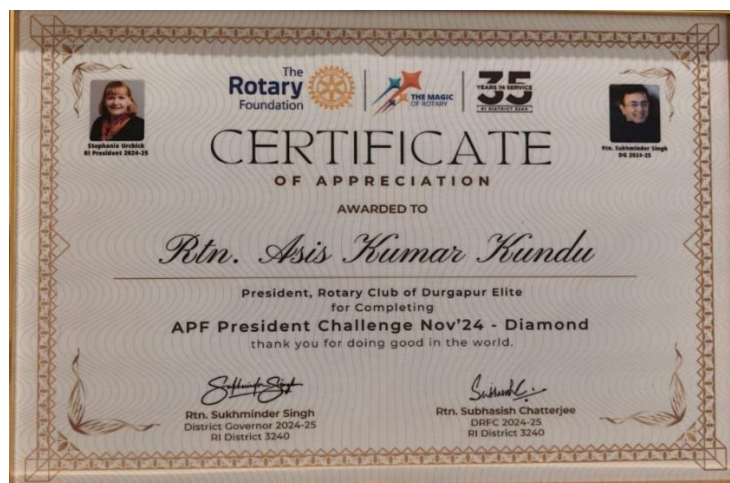 The
Rotary
Foundation
THE MAGIC
OF ROTARY
35
YEARS IN SERVICE
RI DISTRICT 3240
Stephanie Urchick
RI President 2024-25
Rtn. Sukhminder Singh
DG 2024-25
CERTIFICATE
OF APPRECIATION
AWARDED TO
Rtn. Asis Kumar Kundu
President, Rotary Club of Durgapur Elite
for Completing
APF President Challenge Nov'24 - Diamond
thank you for doing good in the world.
Rtn. Sukhminder Singh
District Governor 2024-25
RI District 3240
Rtn. Subhasish Chatterjee
DRFC 2024-25
RI District 3240